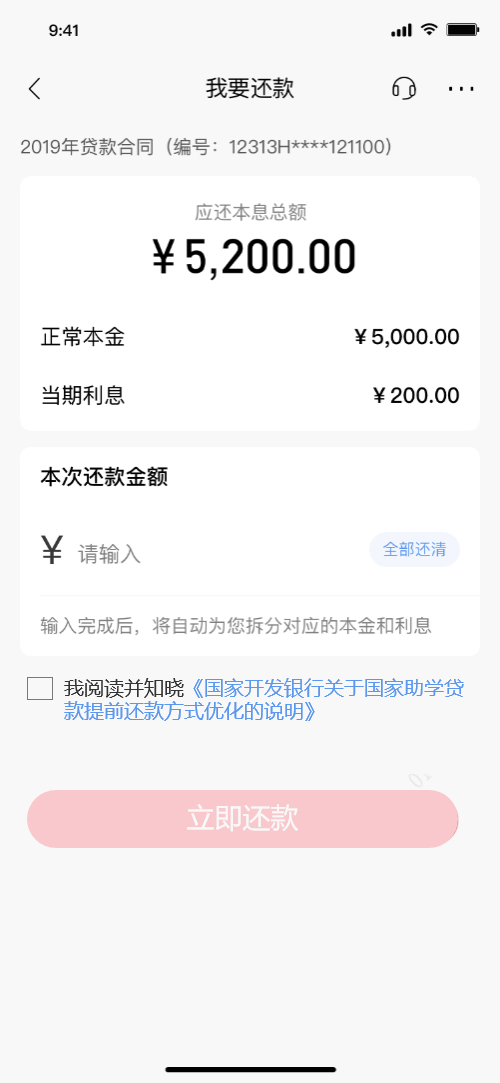 9:41
我要还款
2019年贷款合同（编号：12313H****121100）
应还本息总额
¥5,200.00
正常本金 ¥5,000.00
当期利息 ¥200.00
本次还款金额
¥ 请输入 全部还清
输入完成后，将自动为您拆分对应的本金和利息
我阅读并知晓《国家开发银行关于国家助学贷
款提前还款方式优化的说明》
立即还款